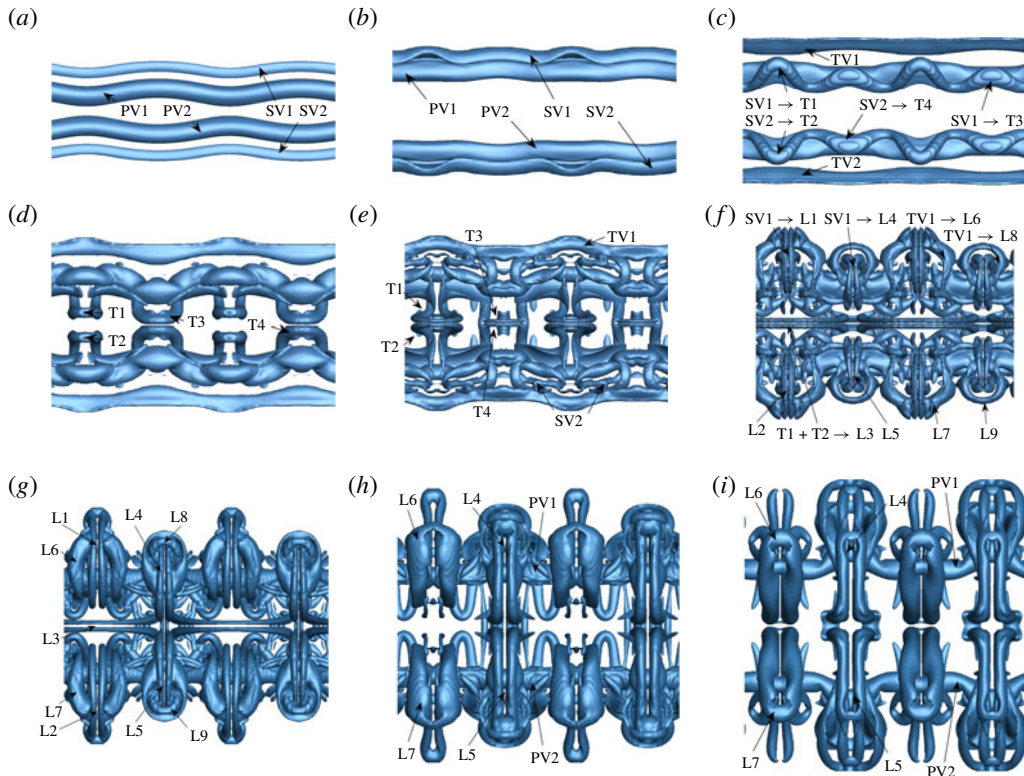 (a)
PV1 PV2 SV1 SV2
(b)
PV1 PV2 SV1 SV2
(c)
TV1
SV1 → T1 SV2 → T4
SV2 → T2 SV1 → T3
TV2
(d)
T1 T3
T2 T4
(e)
T3 TV1
T1
T2
T4 SV2
(f)
SV1 → L1 SV1 → L4 TV1 → L6
TV1 → L8
L2 T1 + T2 → L3 L5 L7 L9
(g)
L1 L4 L8
L6
L3
L7
L2 L5 L9
(h)
L6 L4 PV1
L7 L5 PV2
(i)
L6 L4 PV1
L7 L5 PV2